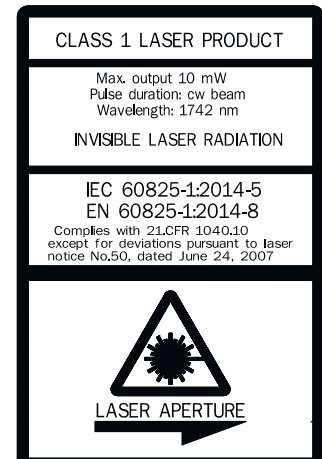 CLASS 1 LASER PRODUCT
Max. output 10 mW
Pulse duration: cw beam
Wavelength: 1742 nm
INVISIBLE LASER RADIATION
IEC 60825-1:2014-5
EN 60825-1:2014-8
Complies with 21.CFR 1040.10
except for deviations pursuant to laser
notice No.50, dated June 24, 2007
LASER APERTURE